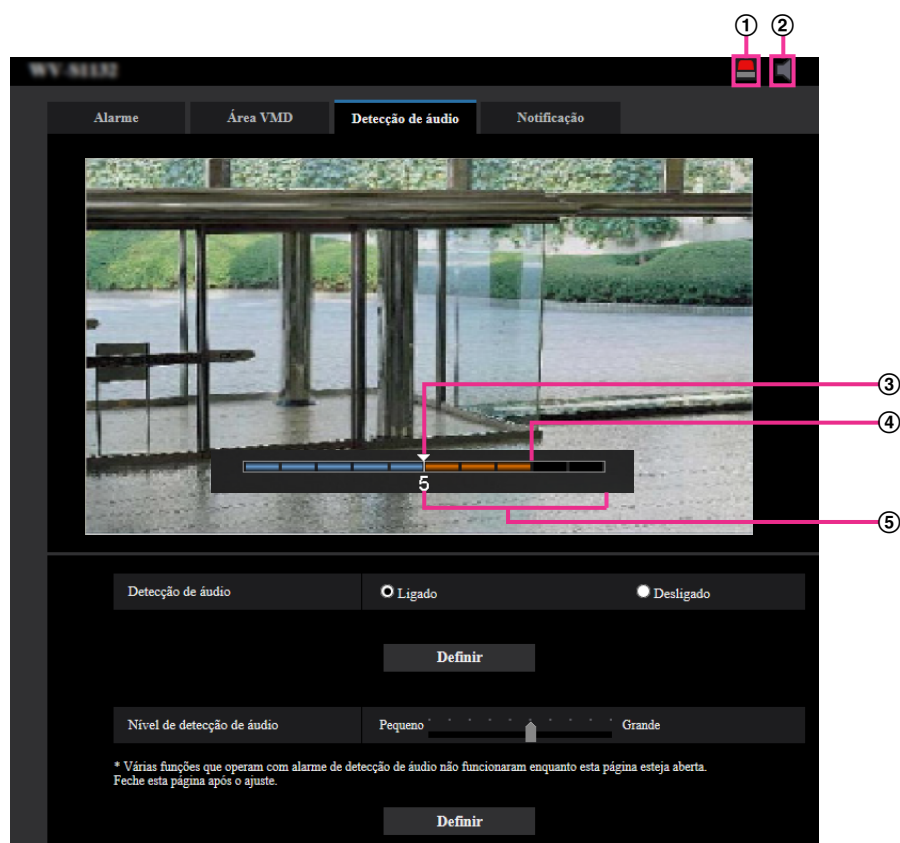 ① ②
WV-S1132
Alarme Área VMD Detecção de áudio Notificação
③
④
5
⑤
Detecção de áudio Ligado Desligado
Definir
Nível de detecção de áudio Pequeno Grande
* Várias funções que operam com alarme de detecção de áudio não funcionaram enquanto esta página esteja aberta.
Feche esta página após o ajuste.
Definir